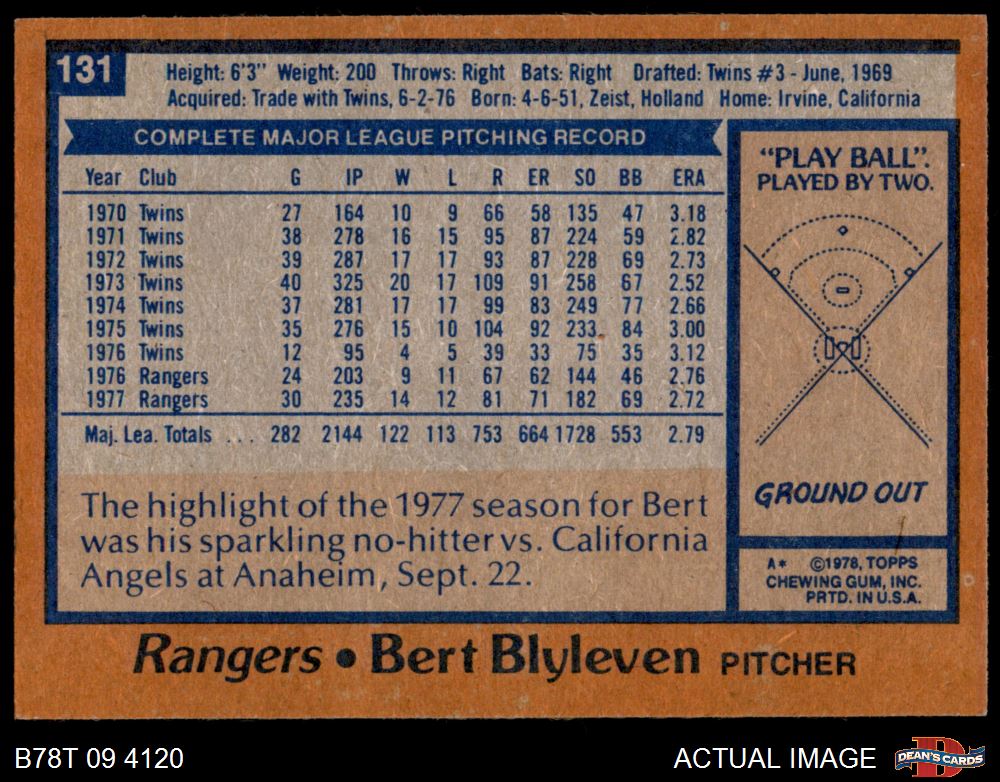 131
Height: 6'3" Weight: 200 Throws: Right Bats: Right Drafted: Twins #3 - June, 1969
Acquired: Trade with Twins, 6-2-76 Born: 4-6-51, Zeist, Holland Home: Irvine, California
COMPLETE MAJOR LEAGUE PITCHING RECORD
Year Club G IP W L R ER SO BB ERA
1970 Twins 27 164 10 9 66 58 135 47 3.18
1971 Twins 38 278 16 15 95 87 224 59 2.82
1972 Twins 39 287 17 17 93 87 228 69 2.73
1973 Twins 40 325 20 17 109 91 258 67 2.52
1974 Twins 37 281 17 17 99 83 249 77 2.66
1975 Twins 35 276 15 10 104 92 233 84 3.00
1976 Twins 12 95 4 5 39 33 75 35 3.12
1976 Rangers 24 203 9 11 67 62 144 46 2.76
1977 Rangers 30 235 14 12 81 71 182 69 2.72
Maj. Lea. Totals . . . 282 2144 122 113 753 664 1728 553 2.79
The highlight of the 1977 season for Bert
was his sparkling no-hitter vs. California
Angels at Anaheim, Sept. 22.
"PLAY BALL".
PLAYED BY TWO.
GROUND OUT
A* ©1978, TOPPS
CHEWING GUM, INC.
PRTD. IN U.S.A.
Rangers • Bert Blyleven PITCHER
B78T 09 4120
ACTUAL IMAGE
D
DEAN'S CARDS